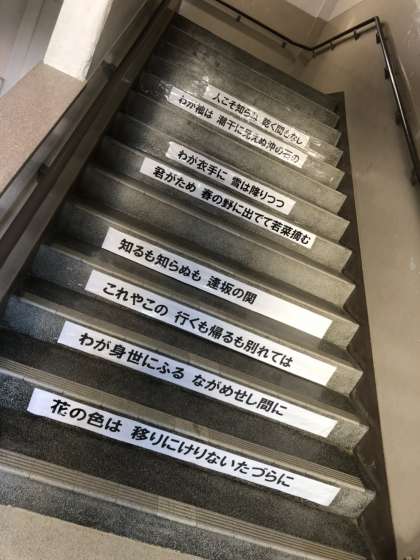 花の色は 移りにけりないたづらに
わが身世にふる ながめせし間に
これやこの 行くも帰るも別れては
知るも知らぬも 逢坂の関
君がため 春の野に出でて若菜摘む
わが衣手に 雪は降りつつ
わが袖は 潮干に見えぬ沖の石の
人こそ知らね 乾く間もなし